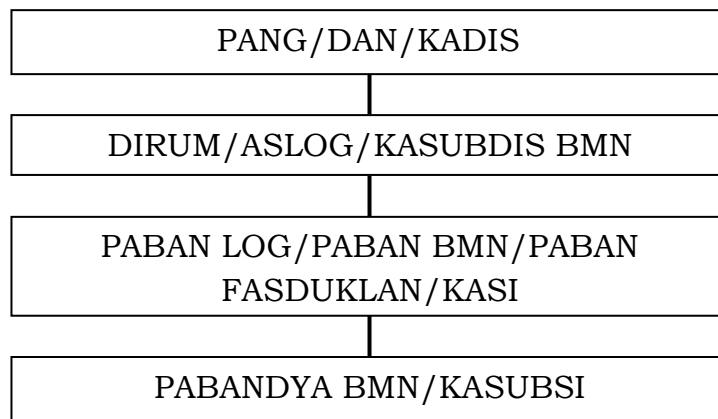 PANG/DAN/KADIS
DIRUM/ASLOG/KASUBDIS BMN
PABAN LOG/PABAN BMN/PABAN
FASDUKLAN/KASI
PABANDYA BMN/KASUBSI